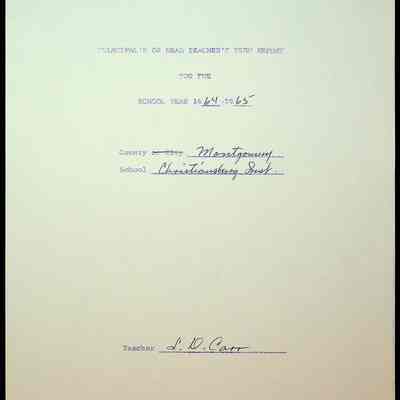 PRINCIPAL'S OR HEAD TEACHER'S TERM REPORT
FOR THE
SCHOOL YEAR 1964-1965
County or City Montgomery
School Christiansburg Inst.
Teacher S. D. Carr